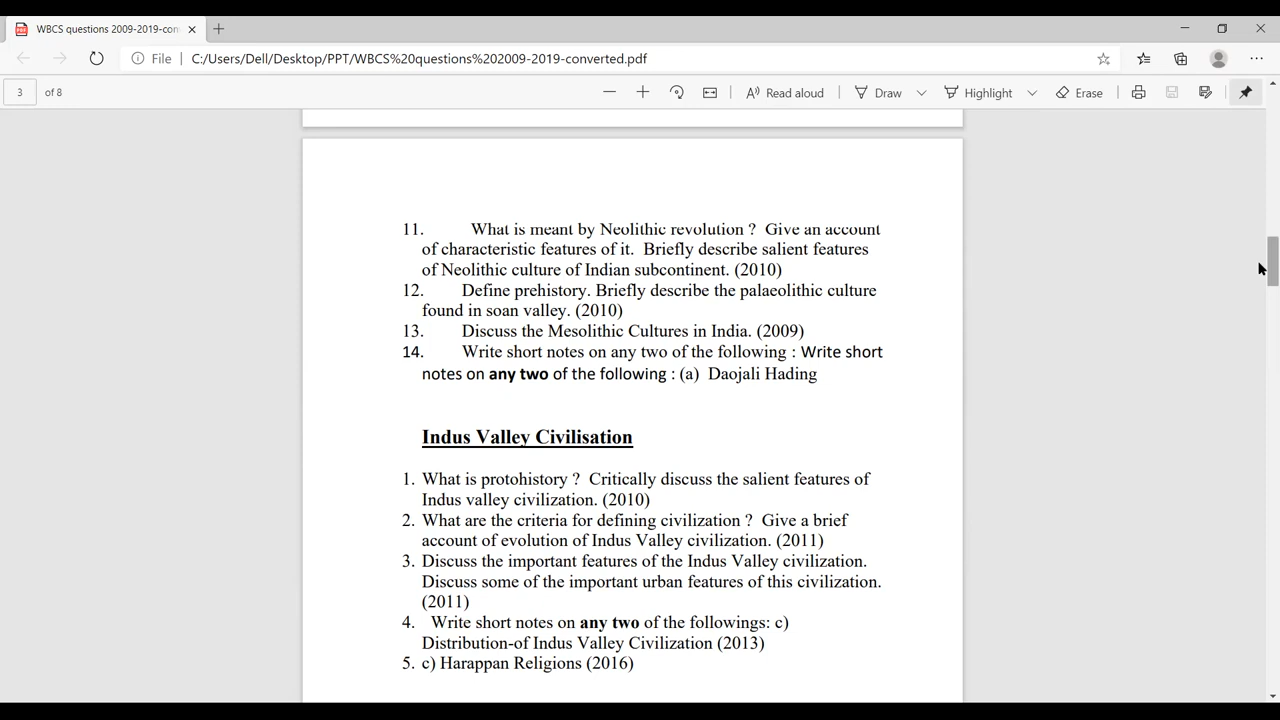 WBCS questions 2009-2019-con
File | C:/Users/Dell/Desktop/PPT/WBCS%20questions%202009-2019-converted.pdf
3 of 8 Read aloud Draw Highlight Erase
11. What is meant by Neolithic revolution ? Give an account
of characteristic features of it. Briefly describe salient features
of Neolithic culture of Indian subcontinent. (2010)
12. Define prehistory. Briefly describe the palaeolithic culture
found in soan valley. (2010)
13. Discuss the Mesolithic Cultures in India. (2009)
14. Write short notes on any two of the following : Write short
notes on any two of the following : (a) Daojali Hading
Indus Valley Civilisation
1. What is protohistory ? Critically discuss the salient features of
Indus valley civilization. (2010)
2. What are the criteria for defining civilization ? Give a brief
account of evolution of Indus Valley civilization. (2011)
3. Discuss the important features of the Indus Valley civilization.
Discuss some of the important urban features of this civilization.
(2011)
4. Write short notes on any two of the followings: c)
Distribution-of Indus Valley Civilization (2013)
5. c) Harappan Religions (2016)